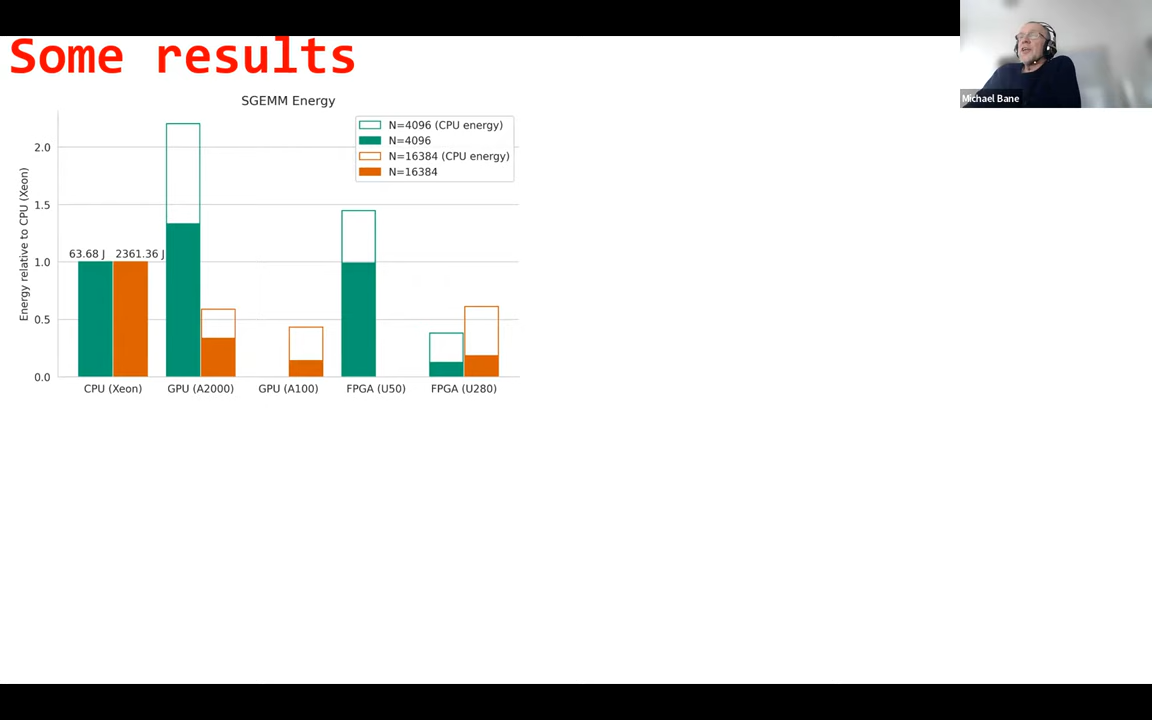 Some results
Michael Bane
SGEMM Energy
N=4096 (CPU energy)
N=4096
N=16384 (CPU energy)
N=16384
Energy relative to CPU (Xeon)
2.0
1.5
1.0
0.5
0.0
63.68 J 2361.36 J
CPU (Xeon) GPU (A2000) GPU (A100) FPGA (U50) FPGA (U280)